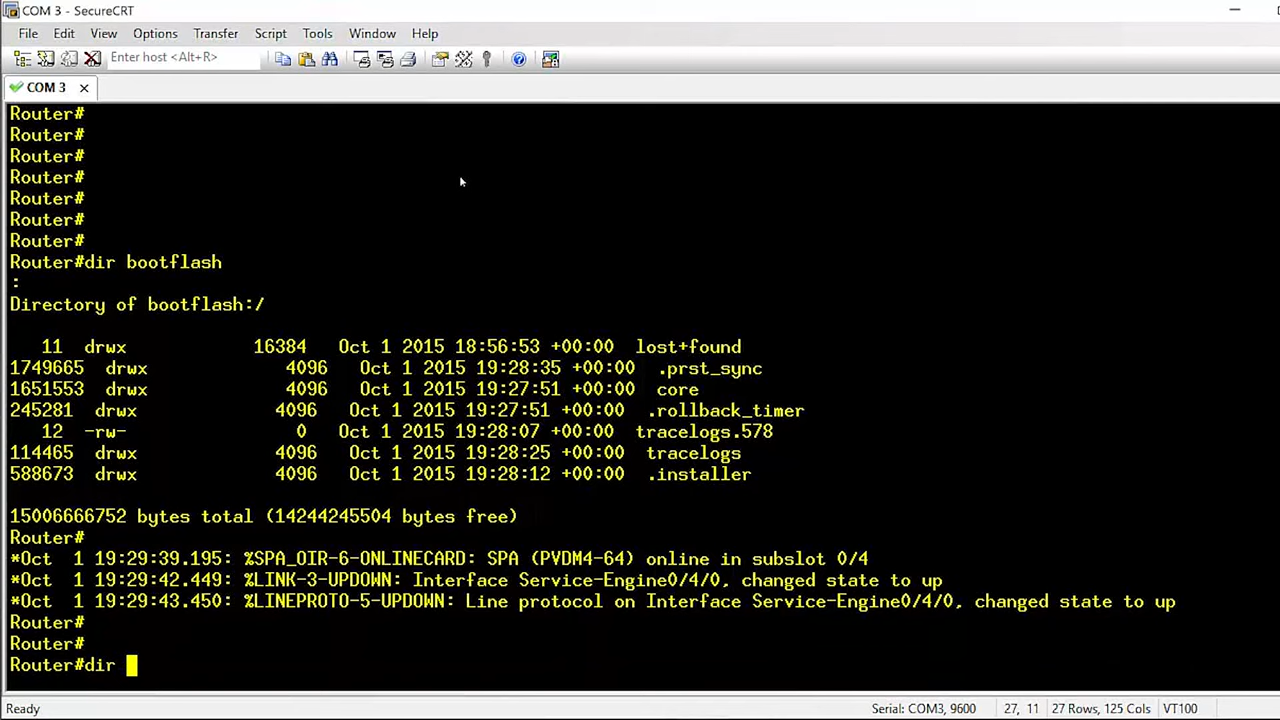 COM 3 - SecureCRT
File Edit View Options Transfer Script Tools Window Help
Enter host <Alt+R>
COM 3
Router#
Router#
Router#
Router#
Router#
Router#
Router#
Router#dir bootflash
:
Directory of bootflash:/
11 drwx 16384 Oct 1 2015 18:56:53 +00:00 lost+found
1749665 drwx 4096 Oct 1 2015 19:28:35 +00:00 .prst_sync
1651553 drwx 4096 Oct 1 2015 19:27:51 +00:00 core
245281 drwx 4096 Oct 1 2015 19:27:51 +00:00 .rollback_timer
12 -rw- 0 Oct 1 2015 19:28:07 +00:00 tracelogs.578
114465 drwx 4096 Oct 1 2015 19:28:25 +00:00 tracelogs
588673 drwx 4096 Oct 1 2015 19:28:12 +00:00 .installer
15006666752 bytes total (14244245504 bytes free)
Router#
*Oct 1 19:29:39.195: %SPA_OIR-6-ONLINECARD: SPA (PVDM4-64) online in subslot 0/4
*Oct 1 19:29:42.449: %LINK-3-UPDOWN: Interface Service-Engine0/4/0, changed state to up
*Oct 1 19:29:43.450: %LINEPROTO-5-UPDOWN: Line protocol on Interface Service-Engine0/4/0, changed state to up
Router#
Router#
Router#dir
Ready Serial: COM3, 9600 27, 11 27 Rows, 125 Cols VT100